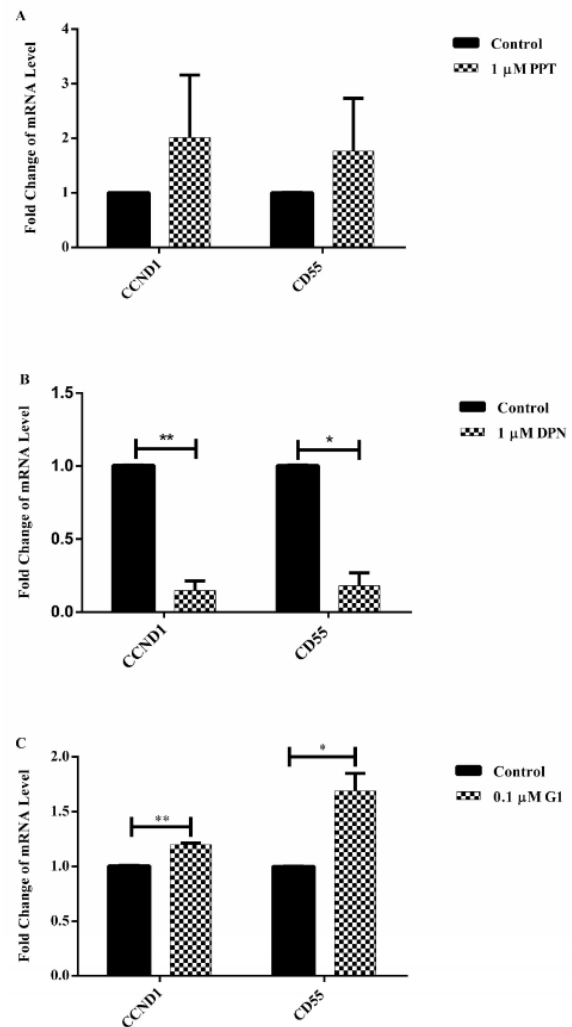 A
Fold Change of mRNA Level
4
3
2
1
0
CCND1
CD55
Control
1 μM PPT
B
Fold Change of mRNA Level
1.5
1.0
0.5
0.0
**
*
CCND1
CD55
Control
1 μM DPN
C
Fold Change of mRNA Level
2.0
1.5
1.0
0.5
0.0
**
*
CCND1
CD55
Control
0.1 μM G1